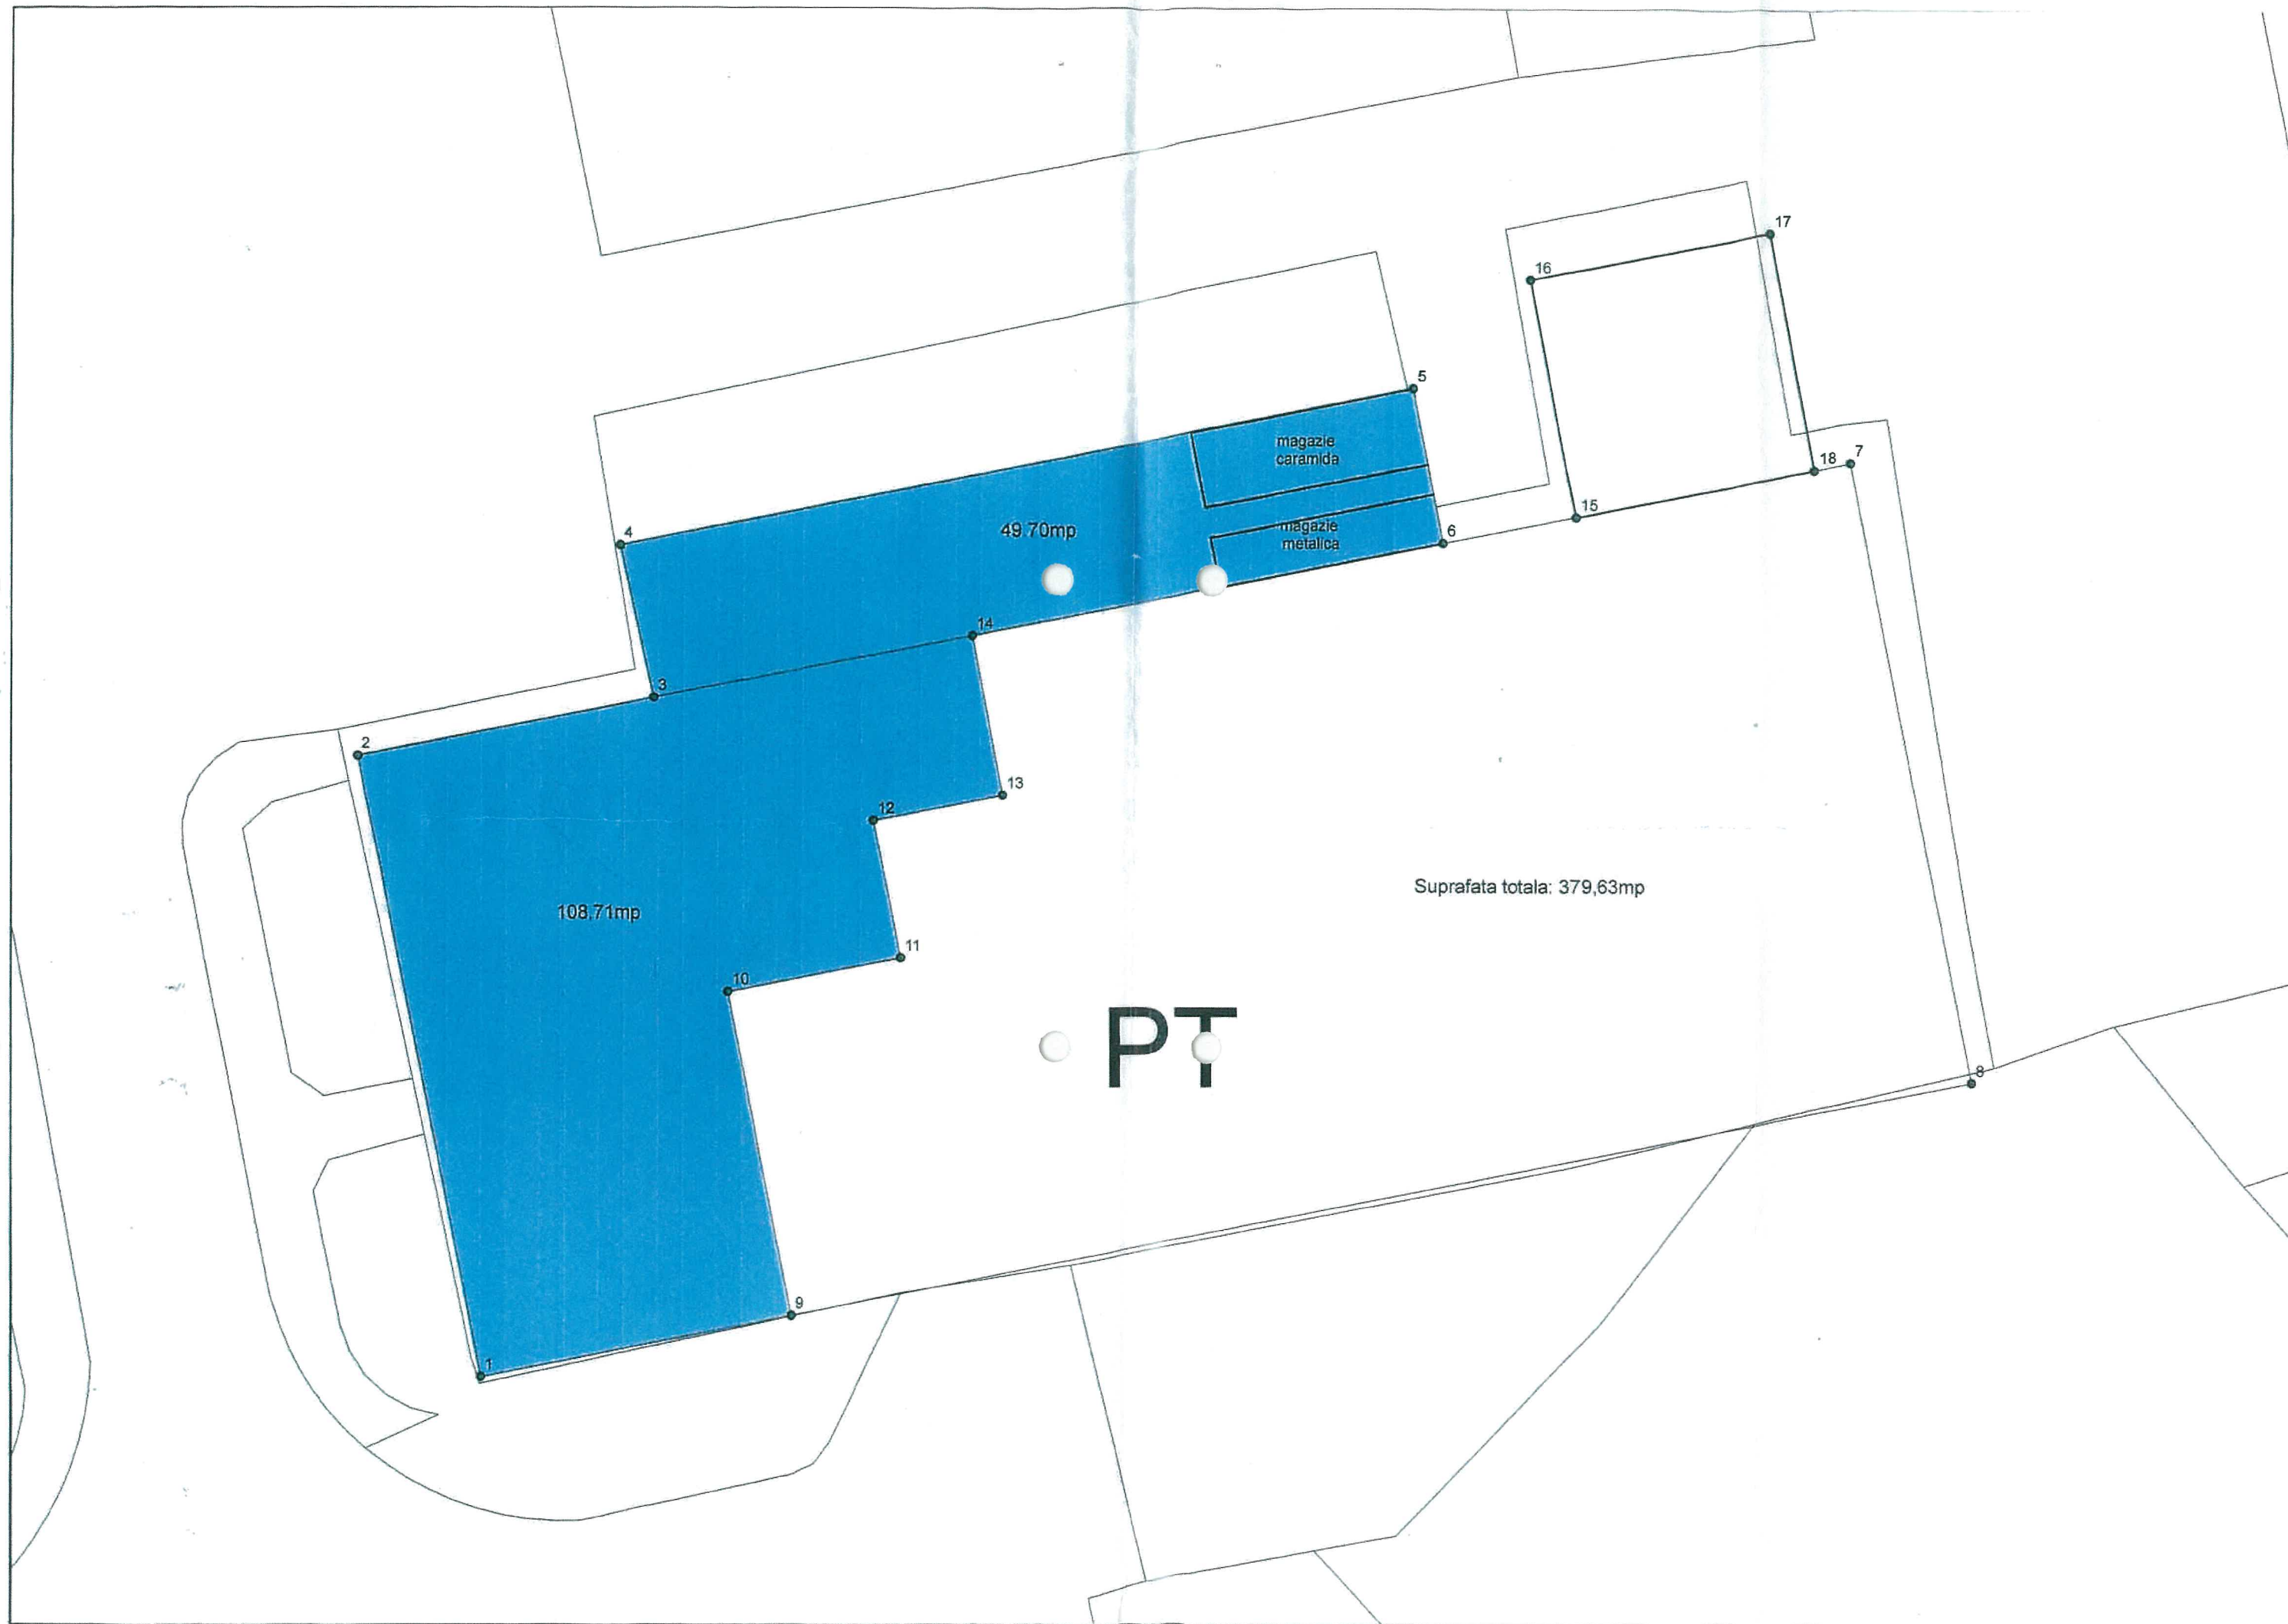 17
16
5
magazie
caramida
18
7
4
49.70mp
15
magazie
metalica
6
14
3
2
13
12
Suprafata totala: 379,63mp
108,71mp
11
10
PT
8
9
1